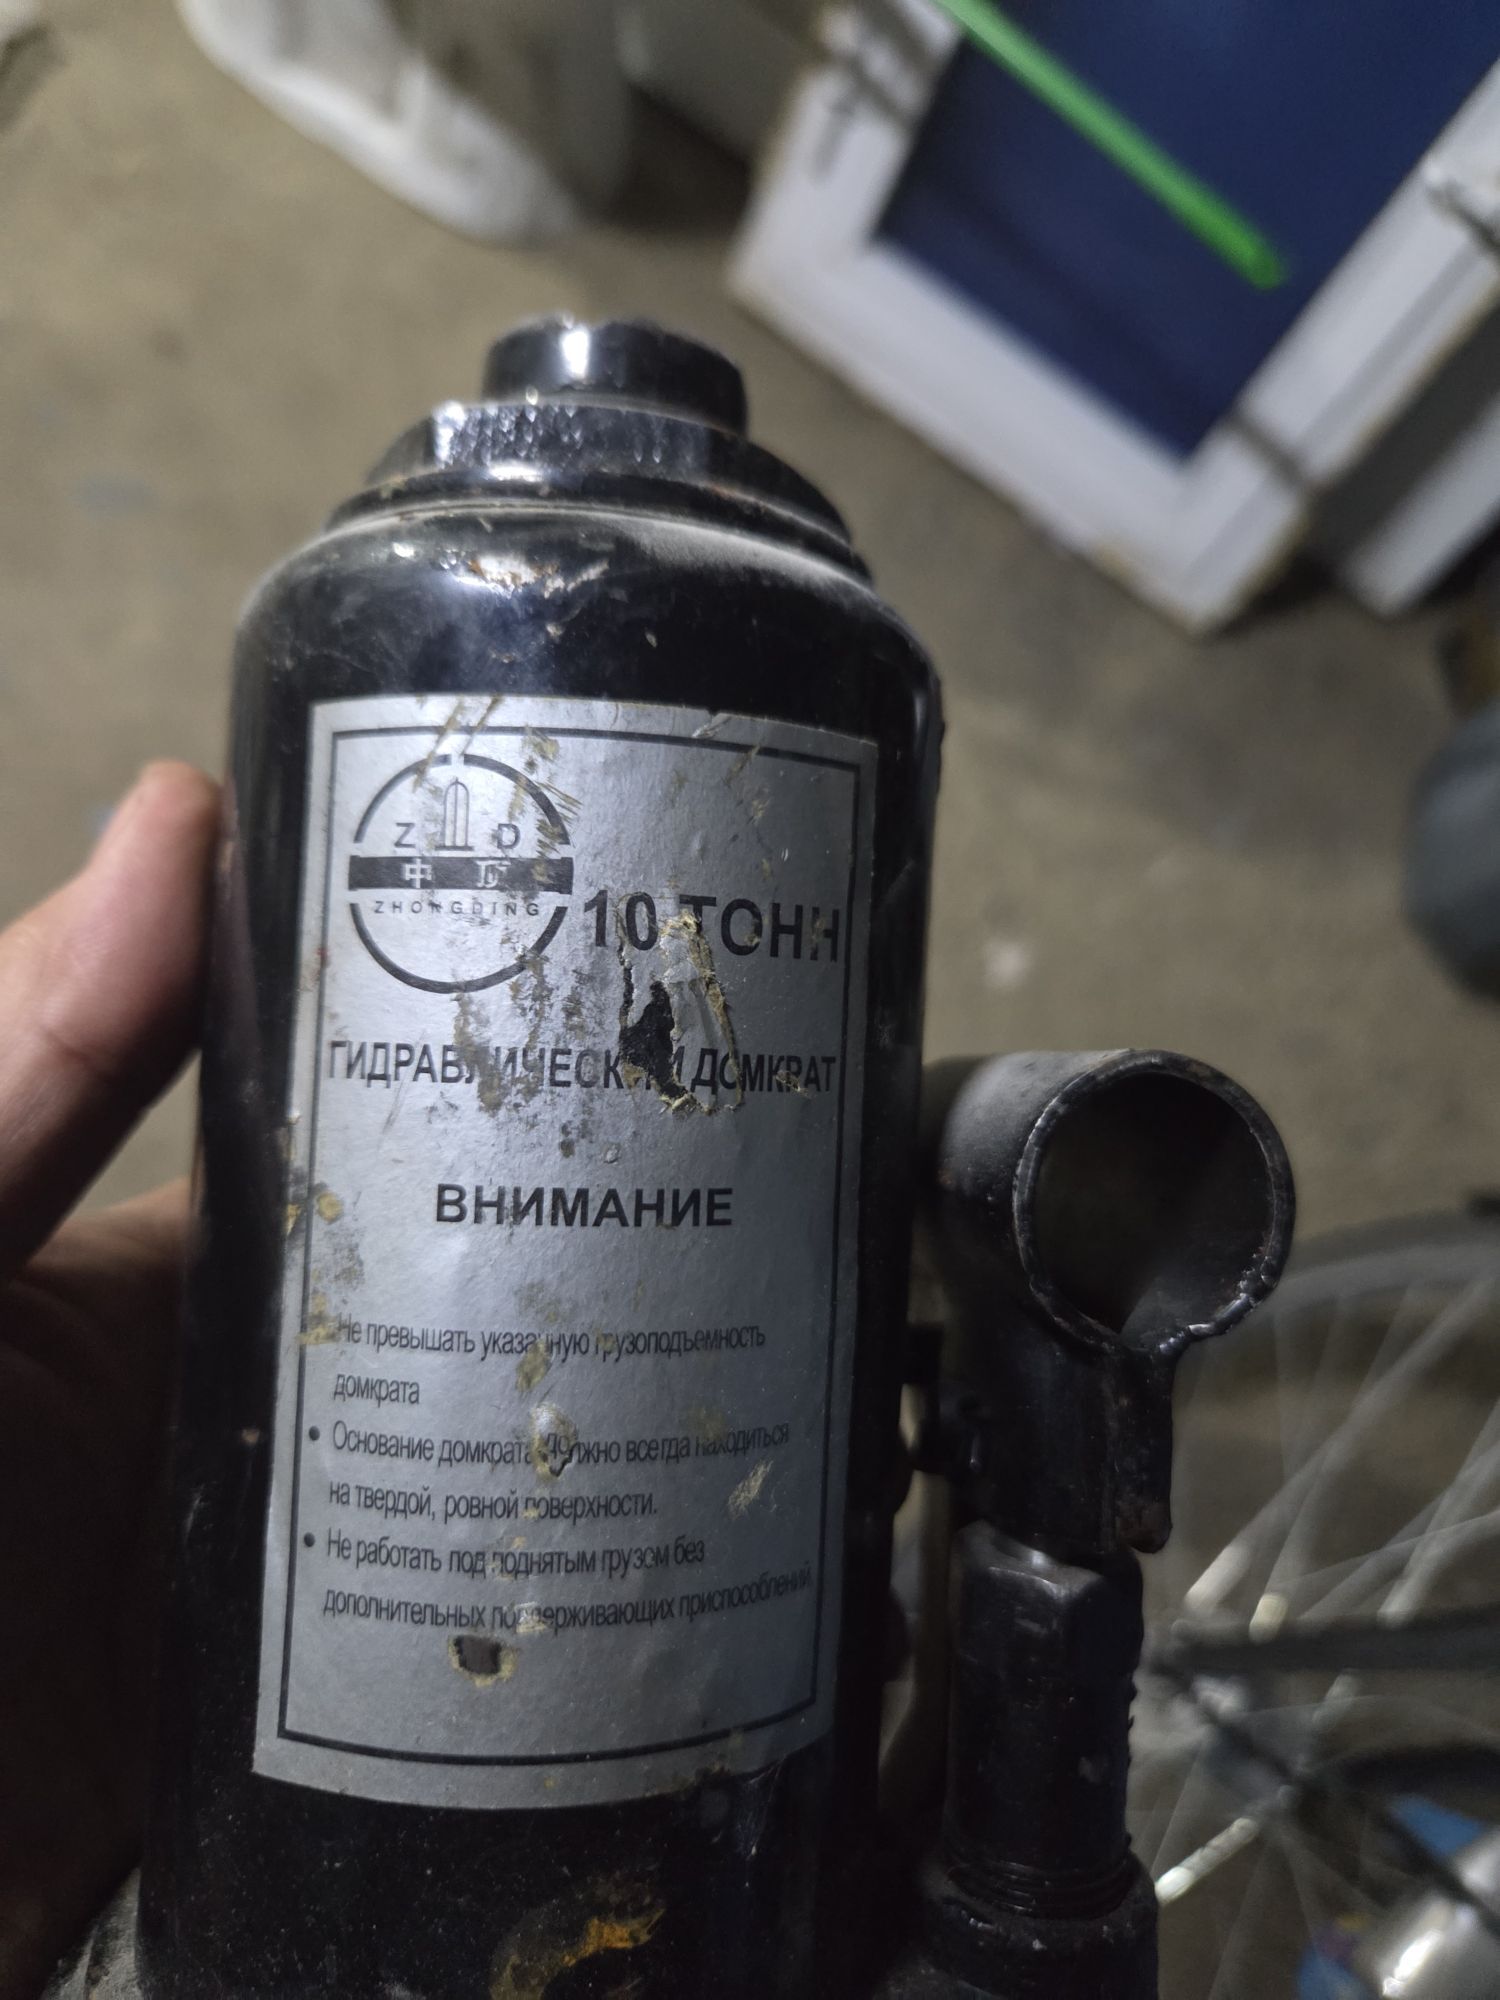 Z D
中
ZHONGDING
10 ТОНН
ГИДРАВЛИЧЕСКИЙ ДОМКРАТ
ВНИМАНИЕ
Не превышать указанную грузоподъемность
домкрата
• Основание домкрата должно всегда находиться
на твердой, ровной поверхности.
• Не работать под поднятым грузом без
дополнительных поддерживающих приспособлений.